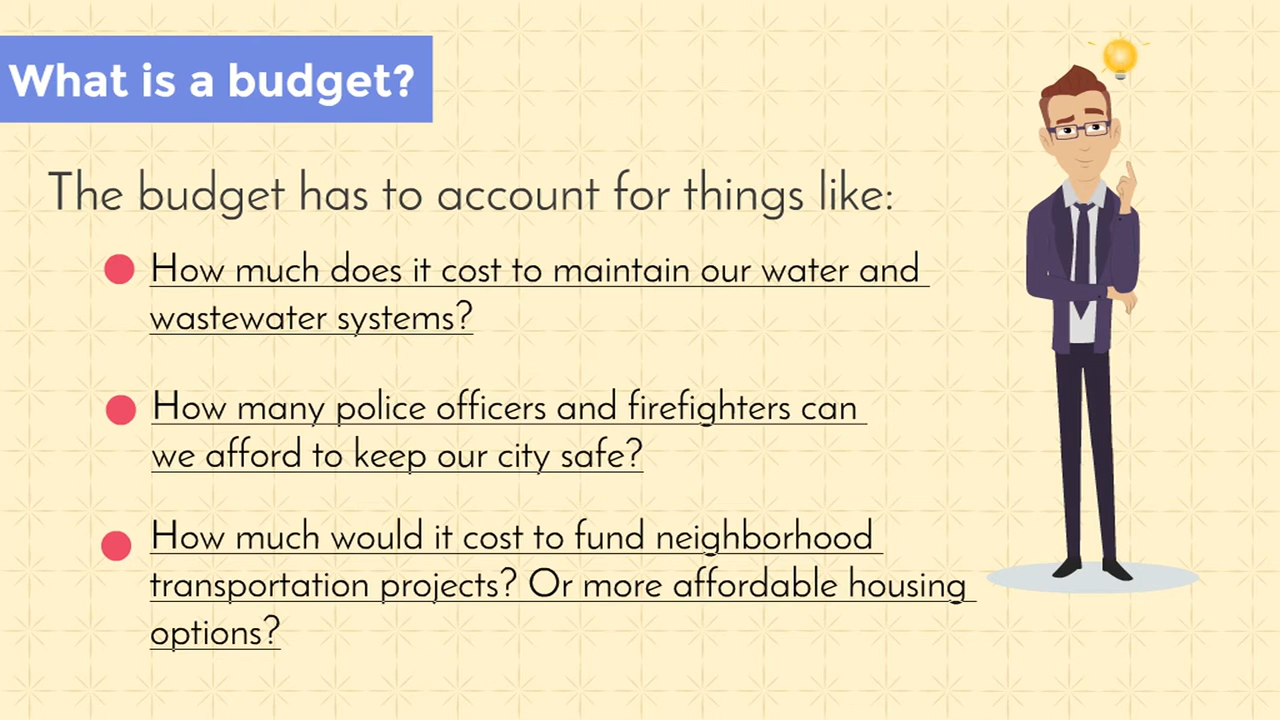 What is a budget?
The budget has to account for things like:
How much does it cost to maintain our water and
wastewater systems?
How many police officers and firefighters can
we afford to keep our city safe?
How much would it cost to fund neighborhood
transportation projects? Or more affordable housing
options?